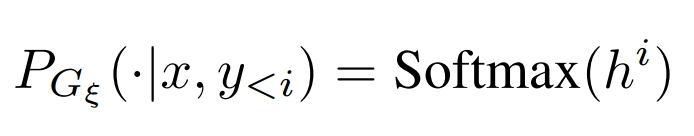 P_{G_ξ}(·|x, y_{<i}) = Softmax(h^i)